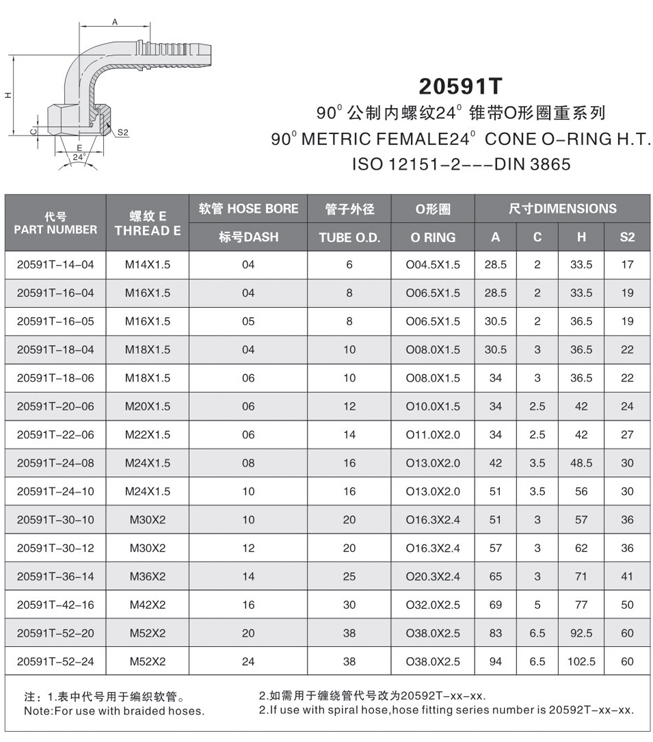 A
H
C
S2
E
24°
20591T
90° 公制内螺纹24° 锥带O形圈重系列
90° METRIC FEMALE24° CONE O-RING H.T.
ISO 12151-2---DIN 3865
代号 螺纹 E 软管 HOSE BORE 管子外径 O形圈 尺寸DIMENSIONS
PART NUMBER THREAD E 标号DASH TUBE O.D. O RING A C H S2
20591T-14-04 M14X1.5 04 6 O04.5X1.5 28.5 2 33.5 17
20591T-16-04 M16X1.5 04 8 O06.5X1.5 28.5 2 33.5 19
20591T-16-05 M16X1.5 05 8 O06.5X1.5 30.5 2 36.5 19
20591T-18-04 M18X1.5 04 10 O08.0X1.5 30.5 3 36.5 22
20591T-18-06 M18X1.5 06 10 O08.0X1.5 34 3 36.5 22
20591T-20-06 M20X1.5 06 12 O10.0X1.5 34 2.5 42 24
20591T-22-06 M22X1.5 06 14 O11.0X2.0 34 2.5 42 27
20591T-24-08 M24X1.5 08 16 O13.0X2.0 42 3.5 48.5 30
20591T-24-10 M24X1.5 10 16 O13.0X2.0 51 3.5 56 30
20591T-30-10 M30X2 10 20 O16.3X2.4 51 3 57 36
20591T-30-12 M30X2 12 20 O16.3X2.4 57 3 62 36
20591T-36-14 M36X2 14 25 O20.3X2.4 65 3 71 41
20591T-42-16 M42X2 16 30 O32.0X2.5 69 5 77 50
20591T-52-20 M52X2 20 38 O38.0X2.5 83 6.5 92.5 60
20591T-52-24 M52X2 24 38 O38.0X2.5 94 6.5 102.5 60
注: 1.表中代号用于编织软管。 2.如需用于缠绕管代号改为20592T-xx-xx.
Note:For use with braided hoses. 2.If use with spiral hose,hose fitting series number is 20592T-xx-xx.